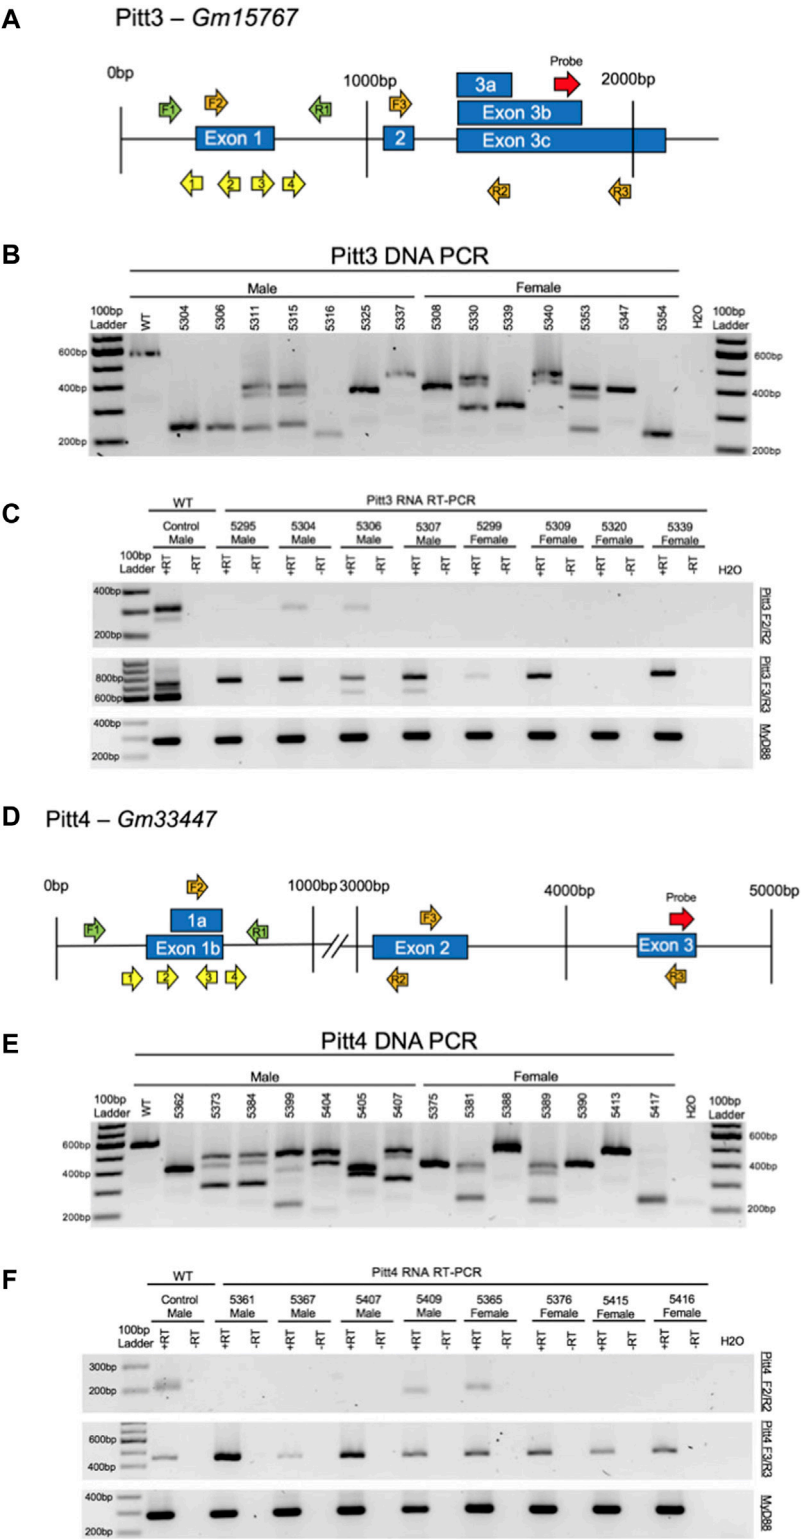 A
Pitt3 – Gm15767
Probe
0bp 1000bp 2000bp
3a
F1 F2 R1 F3 Exon 3b
Exon 1 2 Exon 3c
1 2 3 4 R2 R3
B
Pitt3 DNA PCR
Male Female
100bp Ladder WT 5304 5306 5311 5315 5316 5325 5337 5308 5330 5339 5340 5353 5347 5354 H2O 100bp Ladder
600bp 600bp
400bp 400bp
200bp 200bp
C
WT Pitt3 RNA RT-PCR
Control Male 5295 Male 5304 Male 5306 Male 5307 Male 5299 Female 5309 Female 5320 Female 5339 Female
100bp Ladder +RT -RT +RT -RT +RT -RT +RT -RT +RT -RT +RT -RT +RT -RT +RT -RT +RT -RT H2O
400bp
200bp
Pitt3 F2/R2
800bp
600bp
Pitt3 F3/R3
400bp
200bp
MyD88
D
Pitt4 – Gm33447
0bp 1000bp 3000bp 4000bp 5000bp
F2 Probe
F1 1a R1 F3
Exon 1b Exon 2 Exon 3
1 2 3 4 R2 R3
E
Pitt4 DNA PCR
Male Female
100bp Ladder WT 5362 5373 5384 5399 5404 5405 5407 5375 5381 5388 5389 5390 5413 5417 H2O 100bp Ladder
600bp 600bp
400bp 400bp
200bp 200bp
F
WT Pitt4 RNA RT-PCR
Control Male 5361 Male 5367 Male 5407 Male 5409 Male 5365 Female 5376 Female 5415 Female 5416 Female
100bp Ladder +RT -RT +RT -RT +RT -RT +RT -RT +RT -RT +RT -RT +RT -RT +RT -RT +RT -RT H2O
300bp
200bp
Pitt4 F2/R2
600bp
400bp
Pitt4 F3/R3
400bp
200bp
MyD88